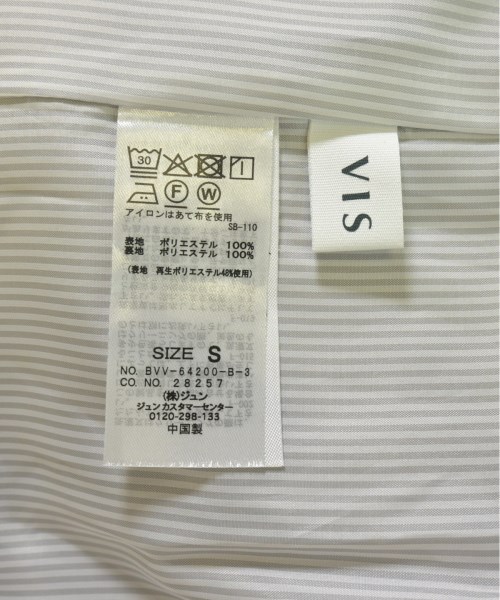 30
F W
アイロンはあて布を使用
SB-110
表地 ポリエステル 100%
裏地 ポリエステル 100%
(表地 再生ポリエステル48%使用)
SIZE S
NO. BVV-64200-B-3
CO NO. 28257
(株)ジュン
ジュンカスタマーセンター
0120-298-133
中国製
VIS